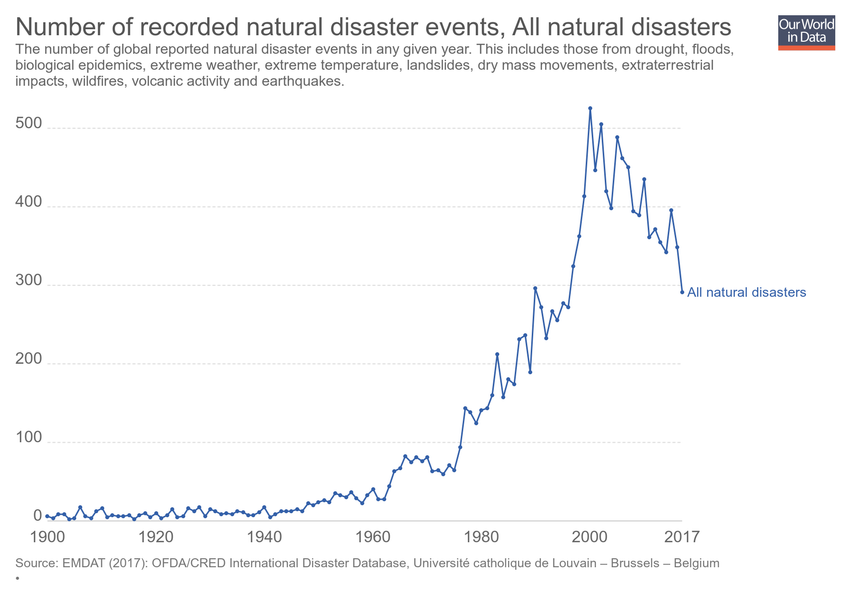 Number of recorded natural disaster events, All natural disasters
Our World
in Data
The number of global reported natural disaster events in any given year. This includes those from drought, floods,
biological epidemics, extreme weather, extreme temperature, landslides, dry mass movements, extraterrestrial
impacts, wildfires, volcanic activity and earthquakes.
500
400
300
All natural disasters
200
100
0
1900 1920 1940 1960 1980 2000 2017
Source: EMDAT (2017): OFDA/CRED International Disaster Database, Université catholique de Louvain – Brussels – Belgium
•